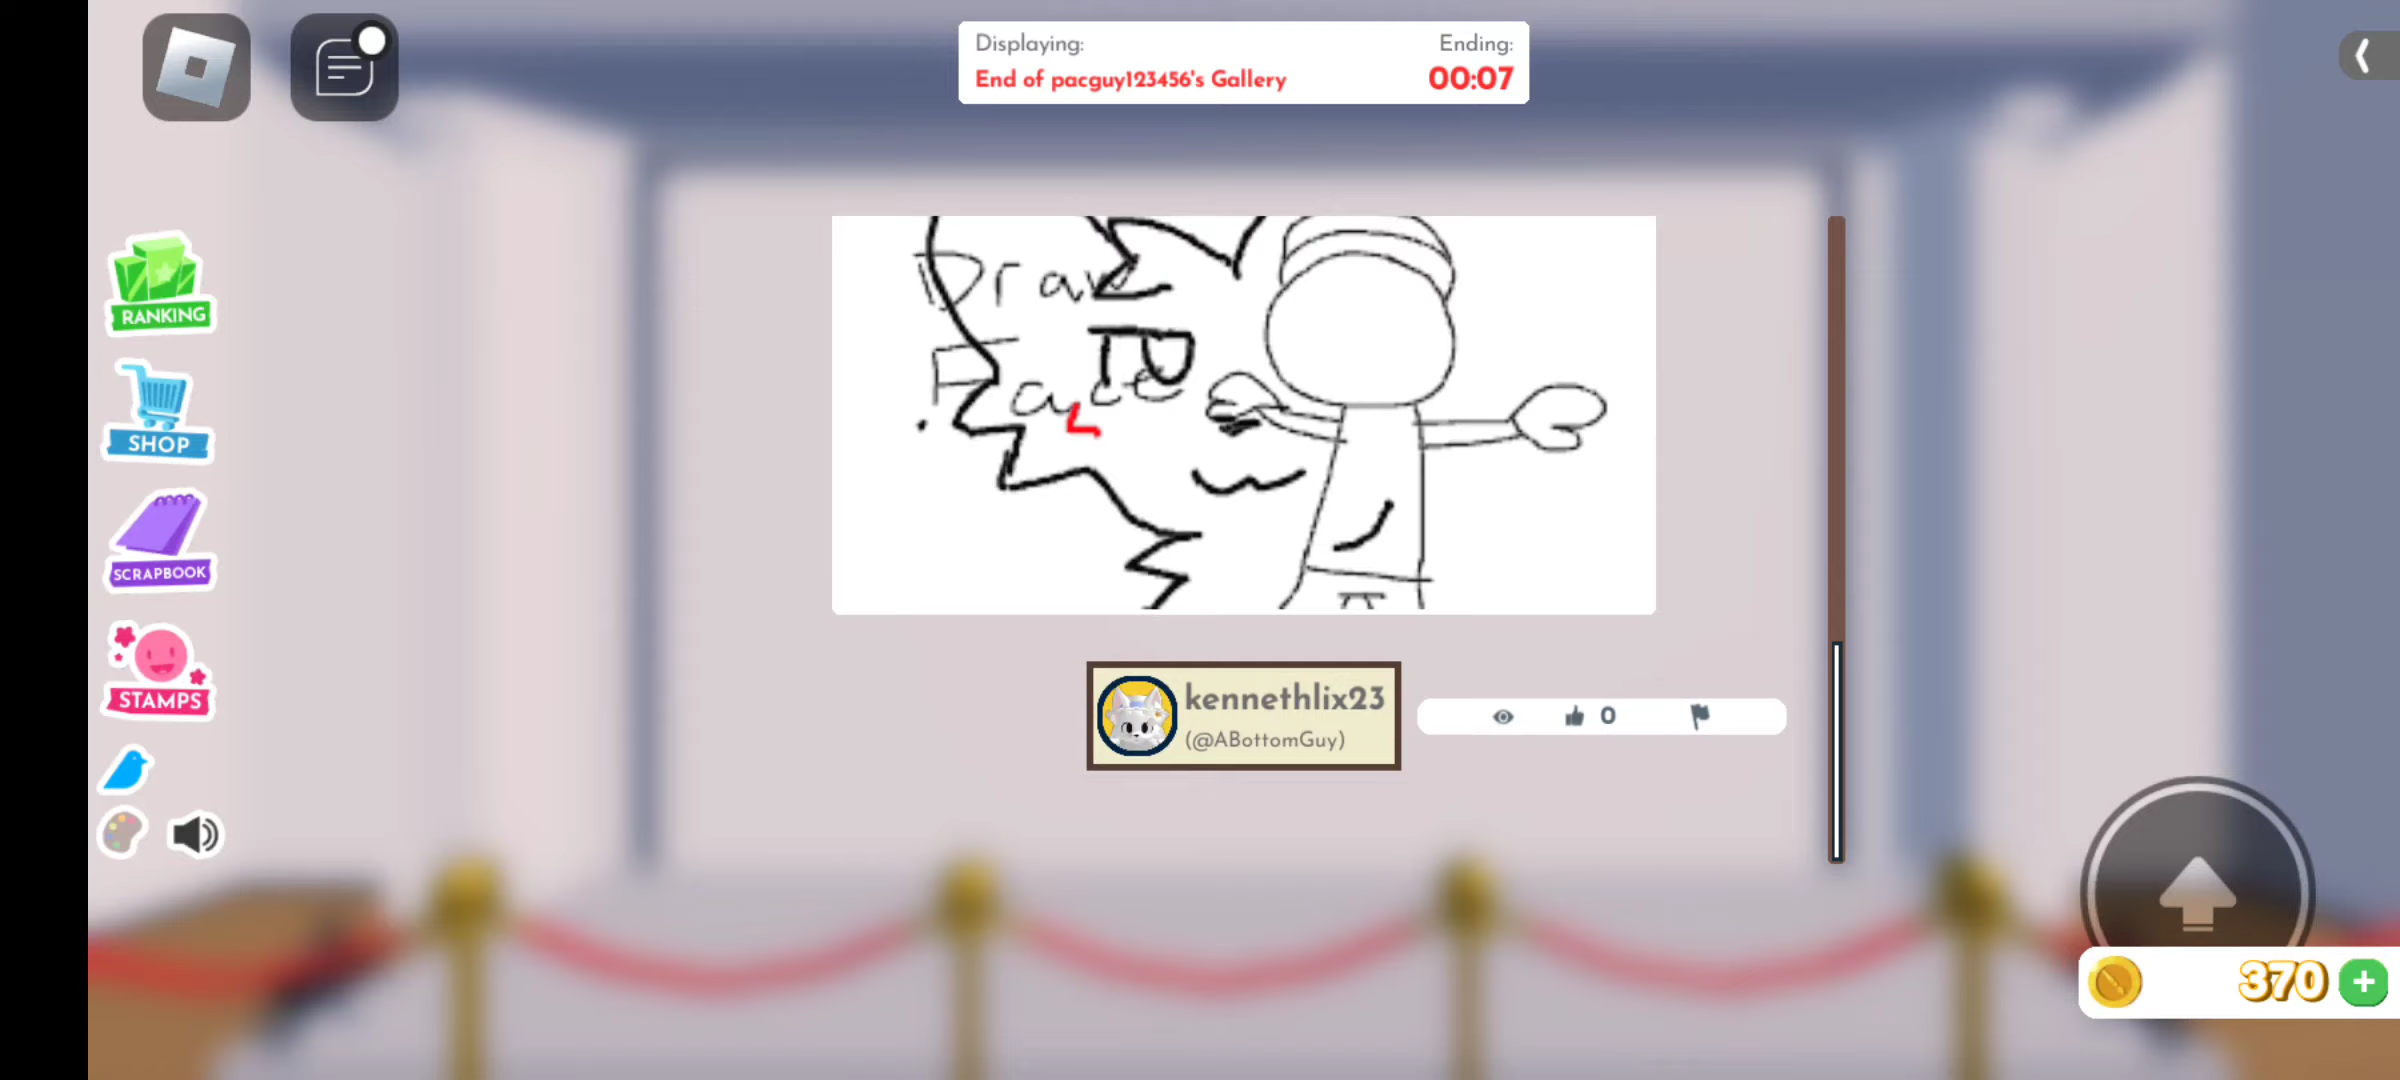 Displaying:
Ending:
End of pacguy123456's Gallery
00:07
RANKING
SHOP
SCRAPBOOK
STAMPS
Draw
Face
kennethlix23
(@ABottomGuy)
0
370